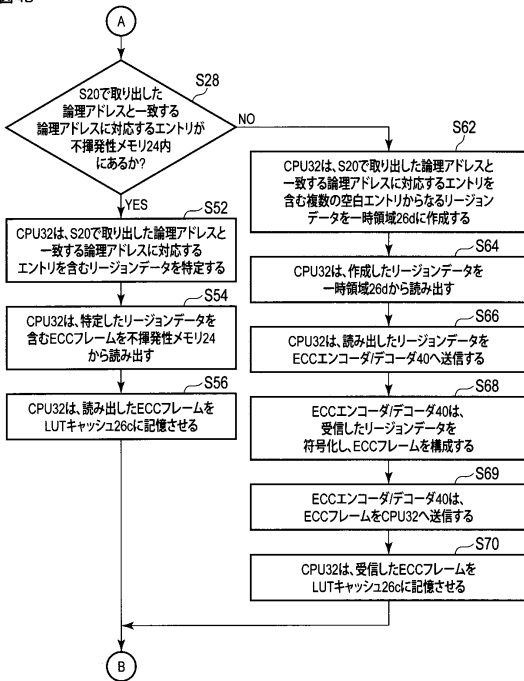 A
S28
S20で取り出した
論理アドレスと一致する
論理アドレスに対応するエントリが
不揮発性メモリ24内
にあるか?
NO
YES
S52
CPU32は、S20で取り出した論理アドレスと
一致する論理アドレスに対応する
エントリを含むリージョンデータを特定する
S54
CPU32は、特定したリージョンデータを
含むECCフレームを不揮発性メモリ24
から読み出す
S56
CPU32は、読み出したECCフレームを
LUTキャッシュ26cに記憶させる
S62
CPU32は、S20で取り出した論理アドレスと
一致する論理アドレスに対応するエントリを
含む複数の空白エントリからなるリージョン
データを一時領域26dに作成する
S64
CPU32は、作成したリージョンデータを
一時領域26dから読み出す
S66
CPU32は、読み出したリージョンデータを
ECCエンコーダ/デコーダ40へ送信する
S68
ECCエンコーダ/デコーダ40は、
受信したリージョンデータを
符号化し、ECCフレームを構成する
S69
ECCエンコーダ/デコーダ40は、
ECCフレームをCPU32へ送信する
S70
CPU32は、受信したECCフレームを
LUTキャッシュ26cに記憶させる
B